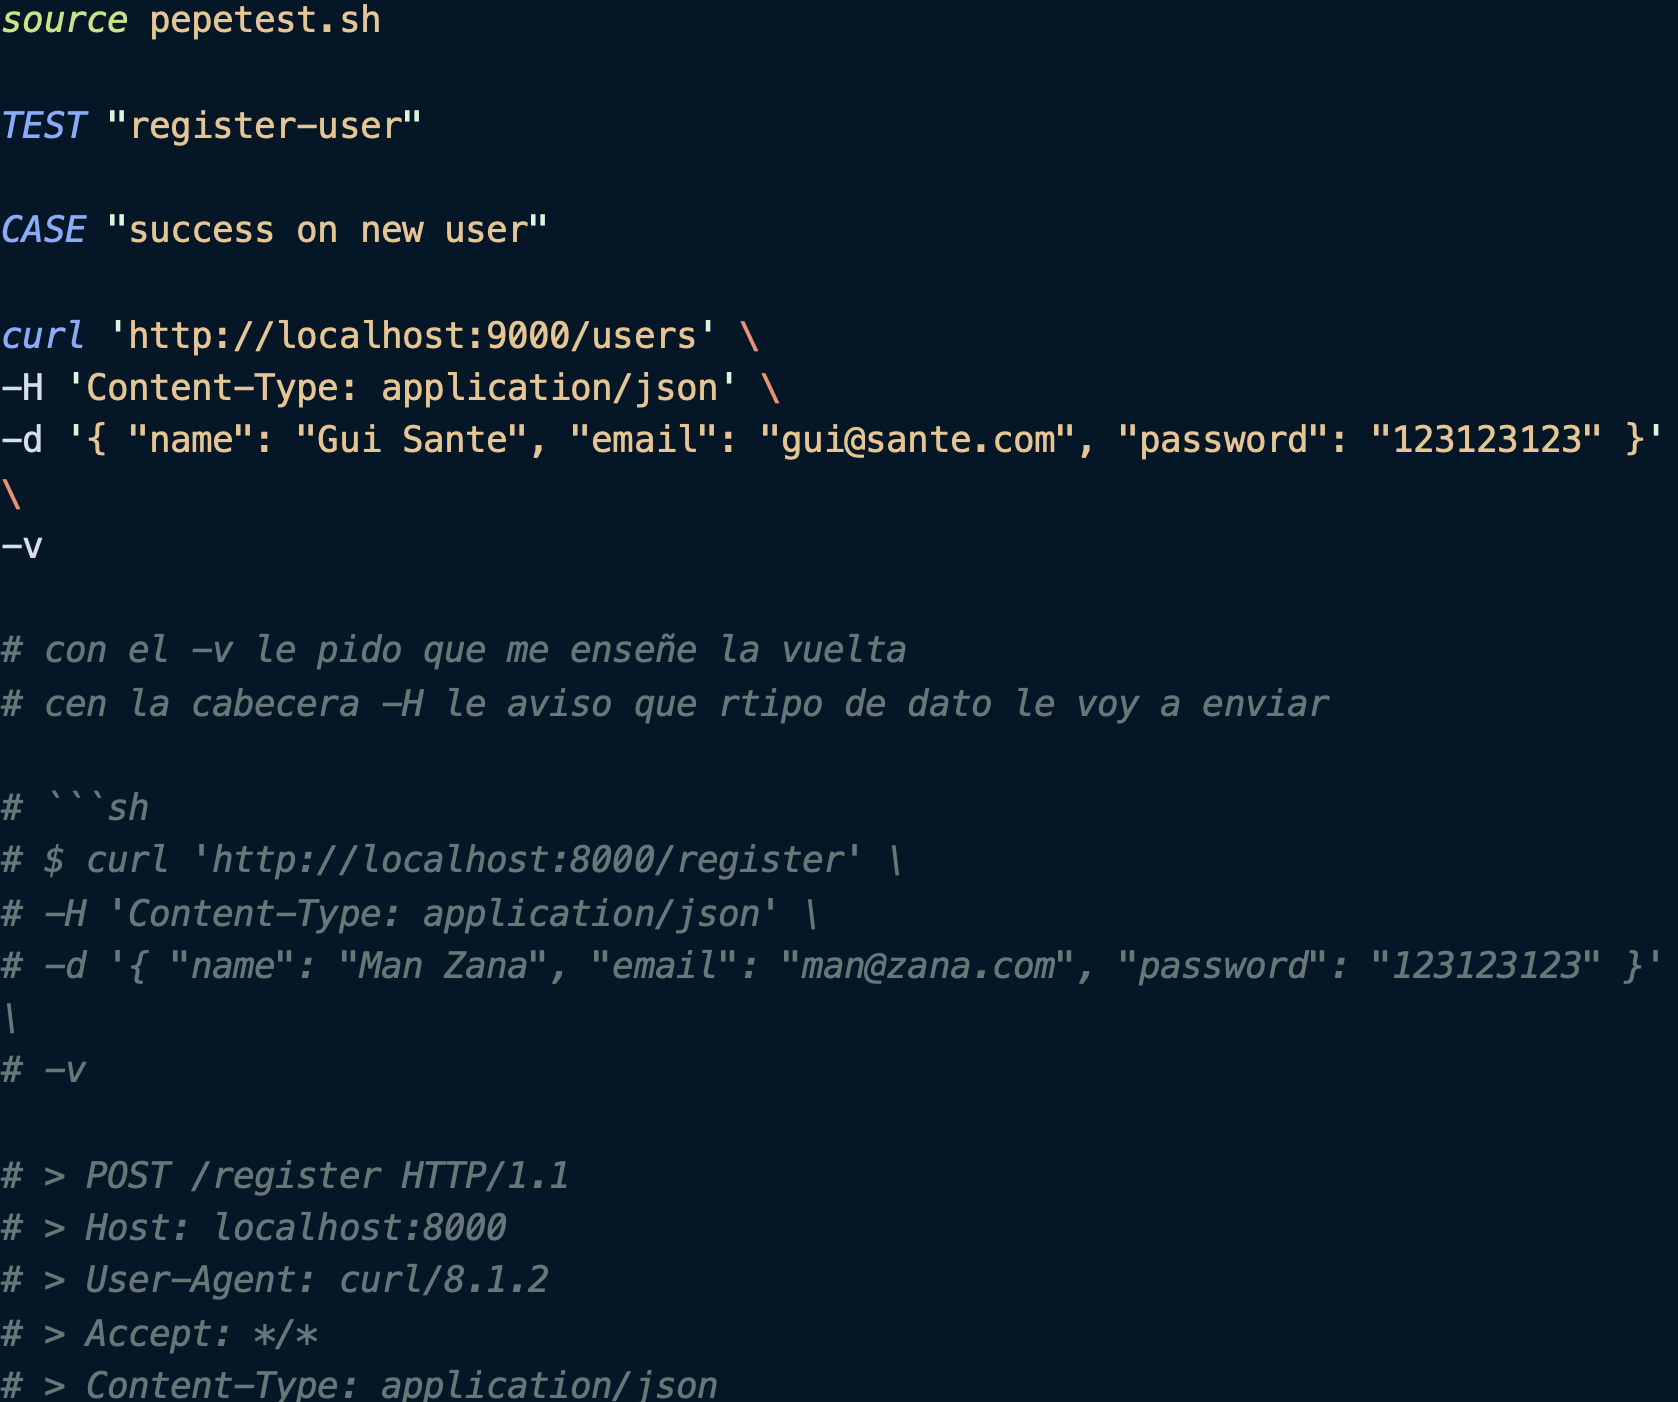 source pepetest.sh
TEST "register-user"
CASE "success on new user"
curl 'http://localhost:9000/users' \
-H 'Content-Type: application/json' \
-d '{ "name": "Gui Sante", "email": "gui@sante.com", "password": "123123123" }'
\
-v
# con el -v le pido que me enseñe la vuelta
# cen la cabecera -H le aviso que rtipo de dato le voy a enviar
# ```sh
# $ curl 'http://localhost:8000/register' \
# -H 'Content-Type: application/json' \
# -d '{ "name": "Man Zana", "email": "man@zana.com", "password": "123123123" }'
\
# -v
# > POST /register HTTP/1.1
# > Host: localhost:8000
# > User-Agent: curl/8.1.2
# > Accept: */*
# > Content-Type: application/json